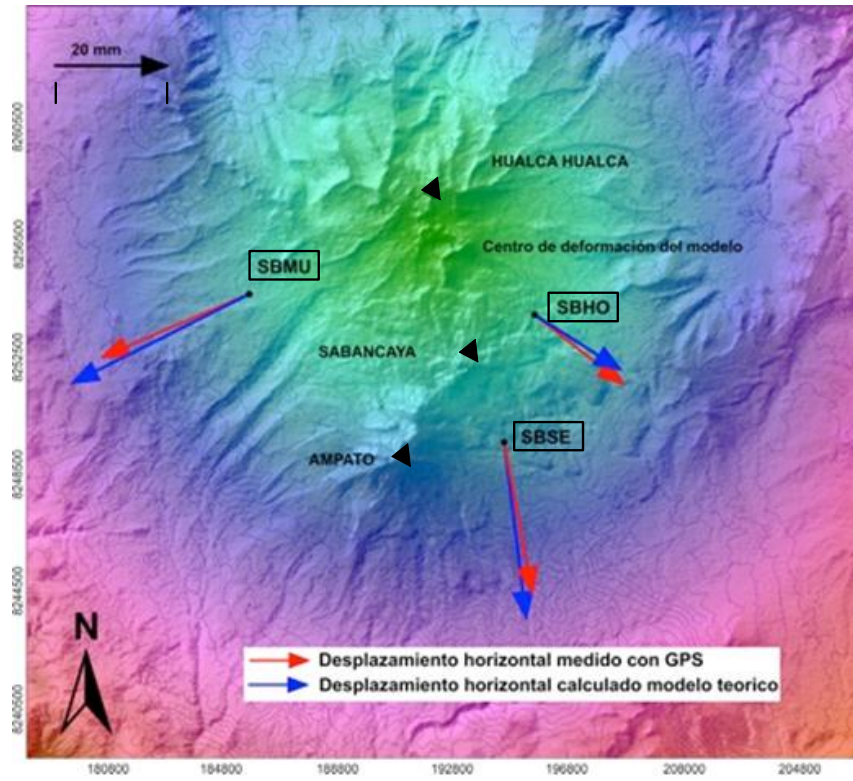 20 mm
HUALCA HUALCA
Centro de deformación del modelo
SBMU
SBHO
SABANCAYA
SBSE
AMPATO
N
Desplazamiento horizontal medido con GPS
Desplazamiento horizontal calculado modelo teorico
8260500
8256500
8252500
8248500
8244500
8240500
180800
184800
188800
192800
196800
208000
204800